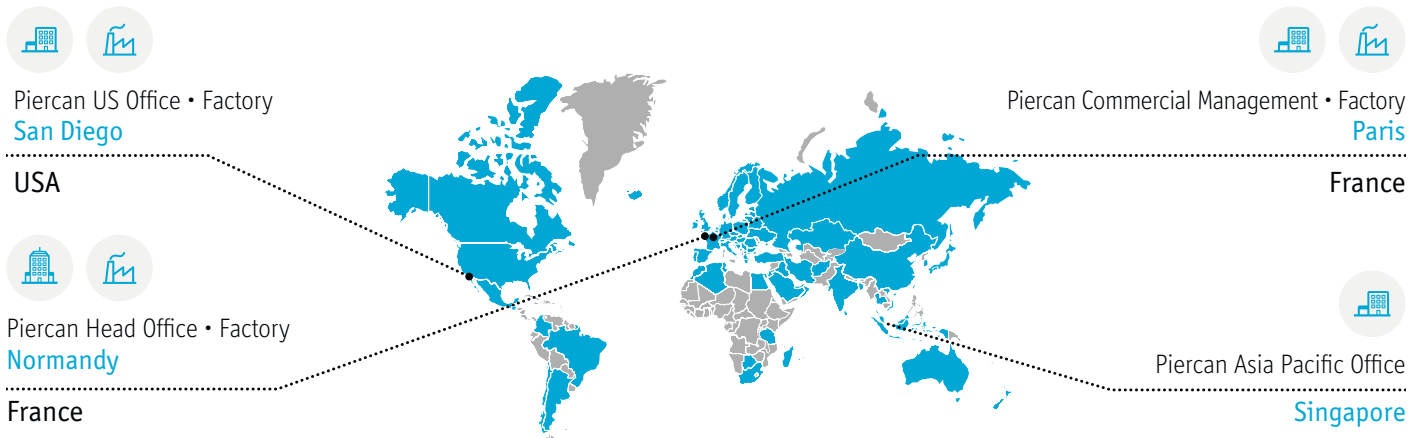 Piercan US Office • Factory
San Diego
USA
Piercan Head Office • Factory
Normandy
France
Piercan Commercial Management • Factory
Paris
France
Piercan Asia Pacific Office
Singapore